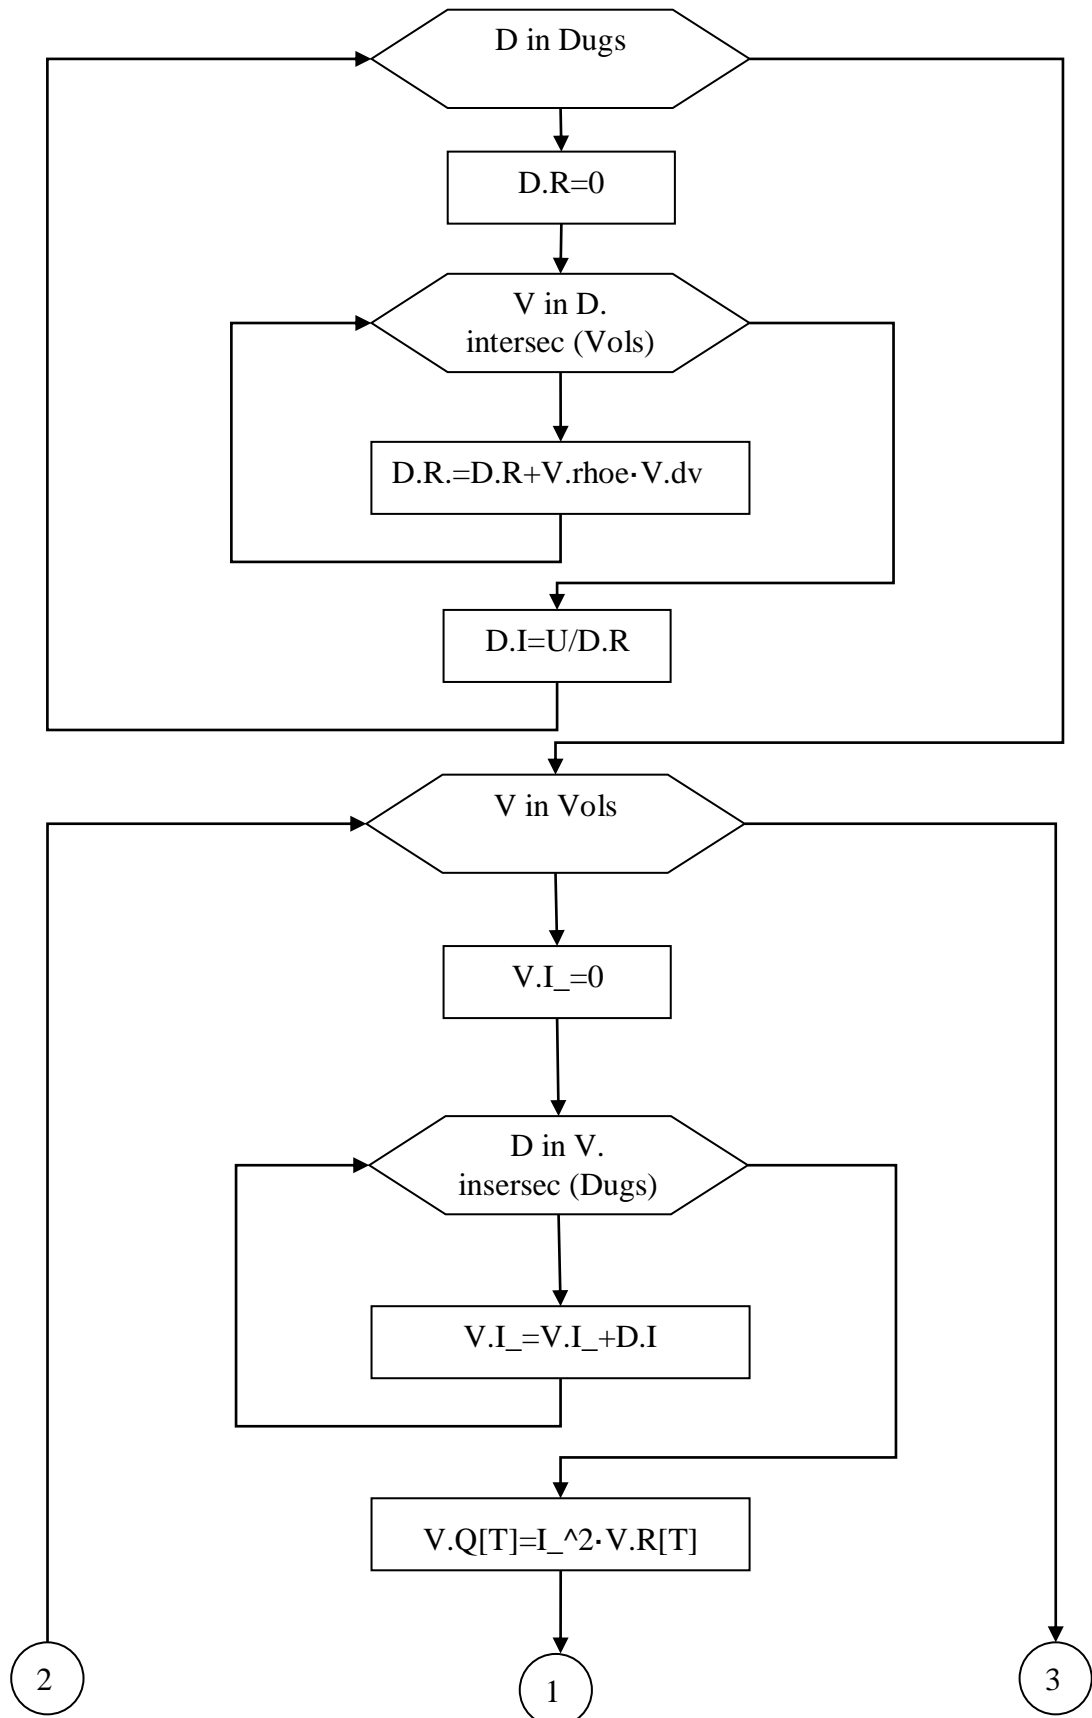 D in Dugs
D.R=0
V in D.
intersec (Vols)
D.R.=D.R+V.rhoe·V.dv
D.I=U/D.R
V in Vols
V.I_=0
D in V.
insersec (Dugs)
V.I_=V.I_+D.I
V.Q[T]=I_^2·V.R[T]
2
1
3